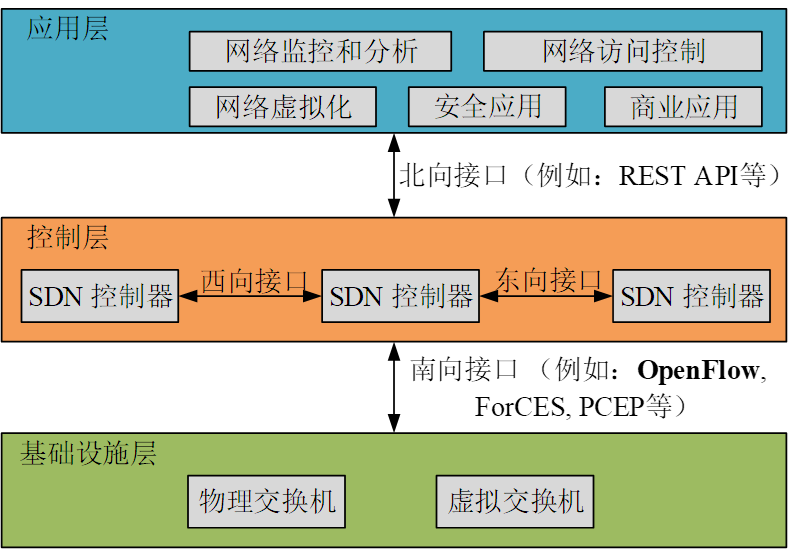 应用层
网络监控和分析
网络访问控制
网络虚拟化
安全应用
商业应用
北向接口（例如：REST API等）
控制层
SDN 控制器
西向接口
SDN 控制器
东向接口
SDN 控制器
南向接口 （例如：OpenFlow,
ForCES, PCEP等）
基础设施层
物理交换机
虚拟交换机